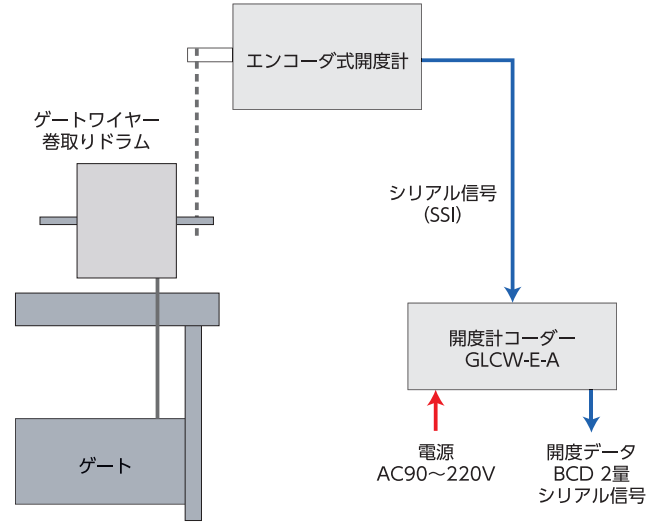 エンコーダ式開度計
ゲートワイヤー
巻取りドラム
シリアル信号
(SSI)
開度計コーダー
GLCW-E-A
ゲート
電源
AC90～220V
開度データ
BCD 2量
シリアル信号